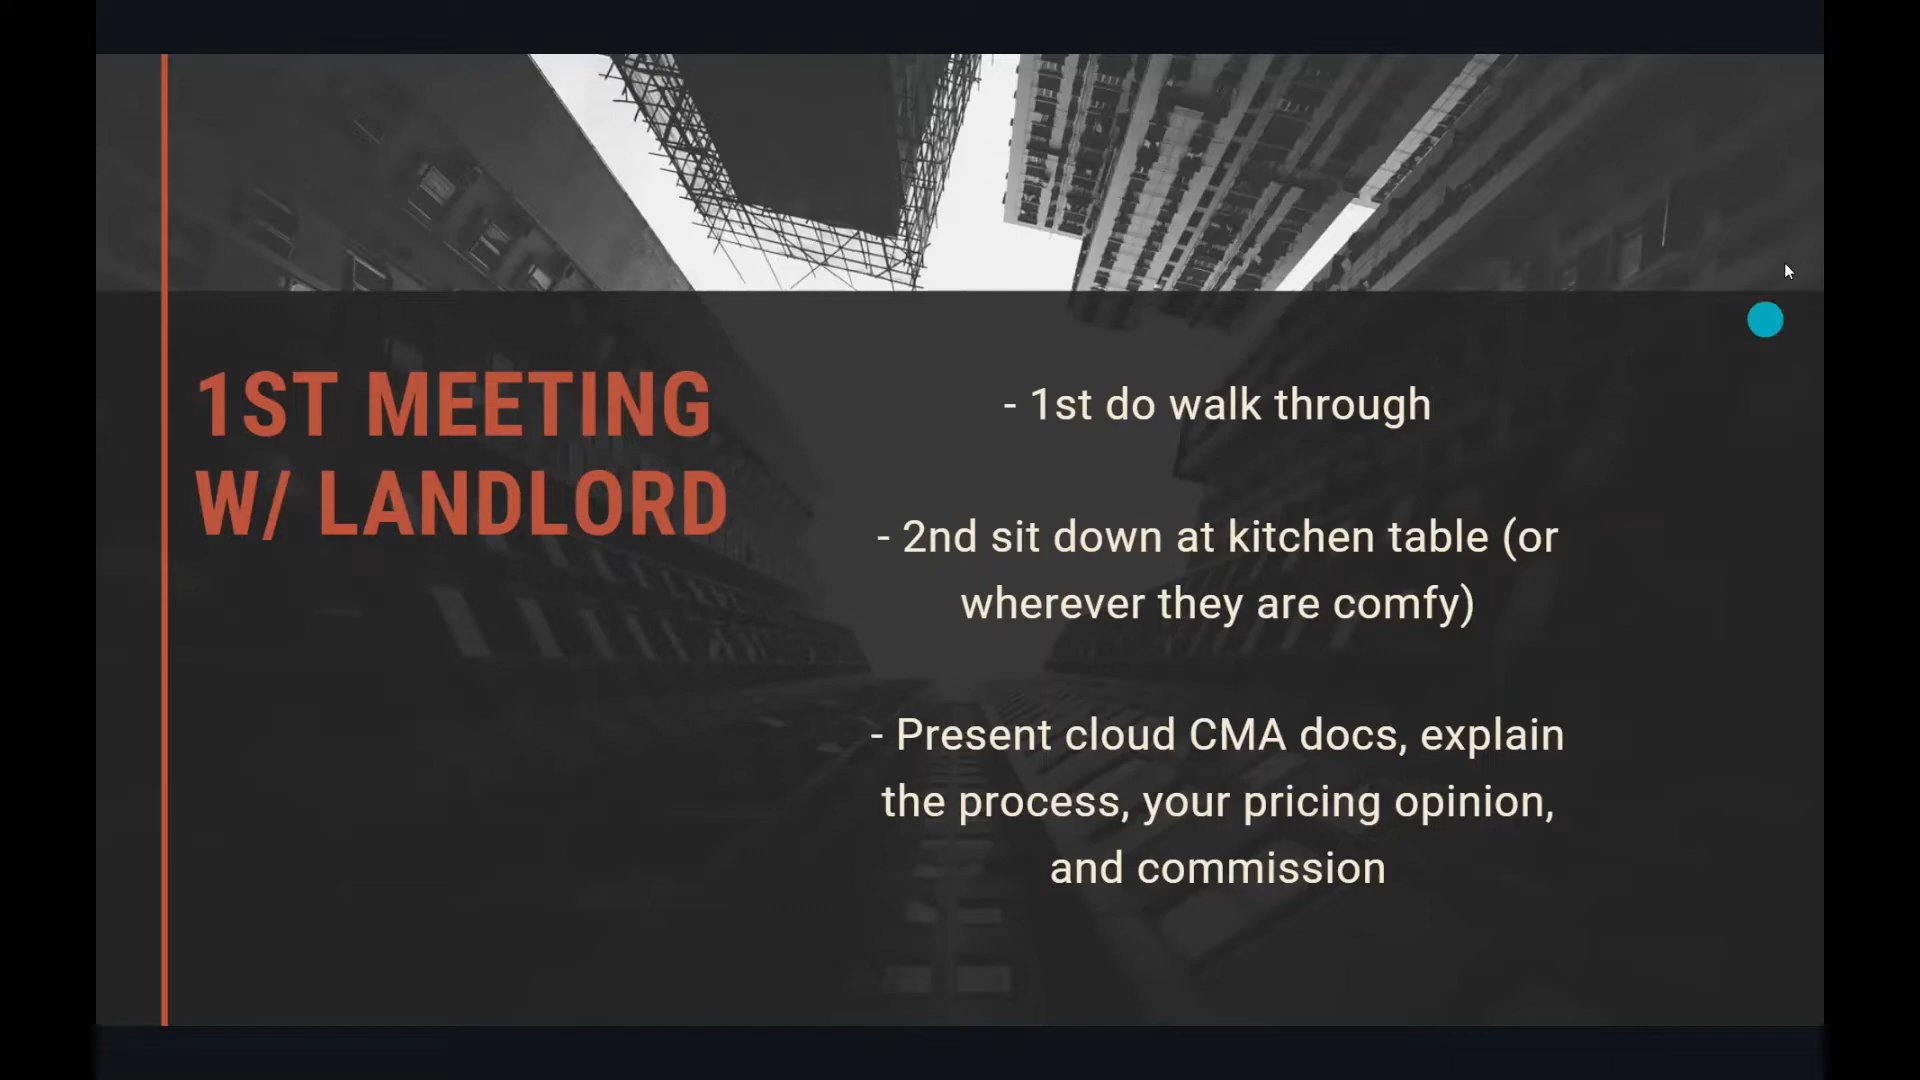 1ST MEETING
W/ LANDLORD
- 1st do walk through
- 2nd sit down at kitchen table (or
wherever they are comfy)
- Present cloud CMA docs, explain
the process, your pricing opinion,
and commission